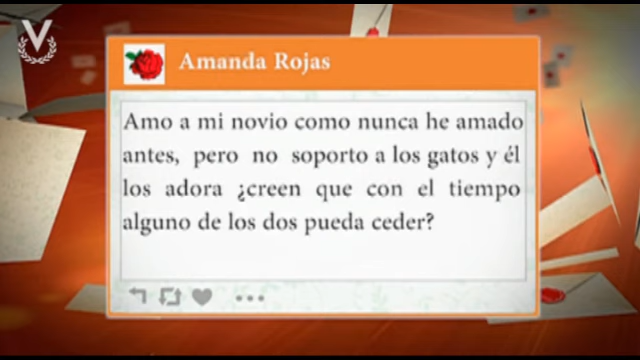 V
Amanda Rojas
Amo a mi novio como nunca he amado
antes, pero no soporto a los gatos y él
los adora ¿creen que con el tiempo
alguno de los dos pueda ceder?